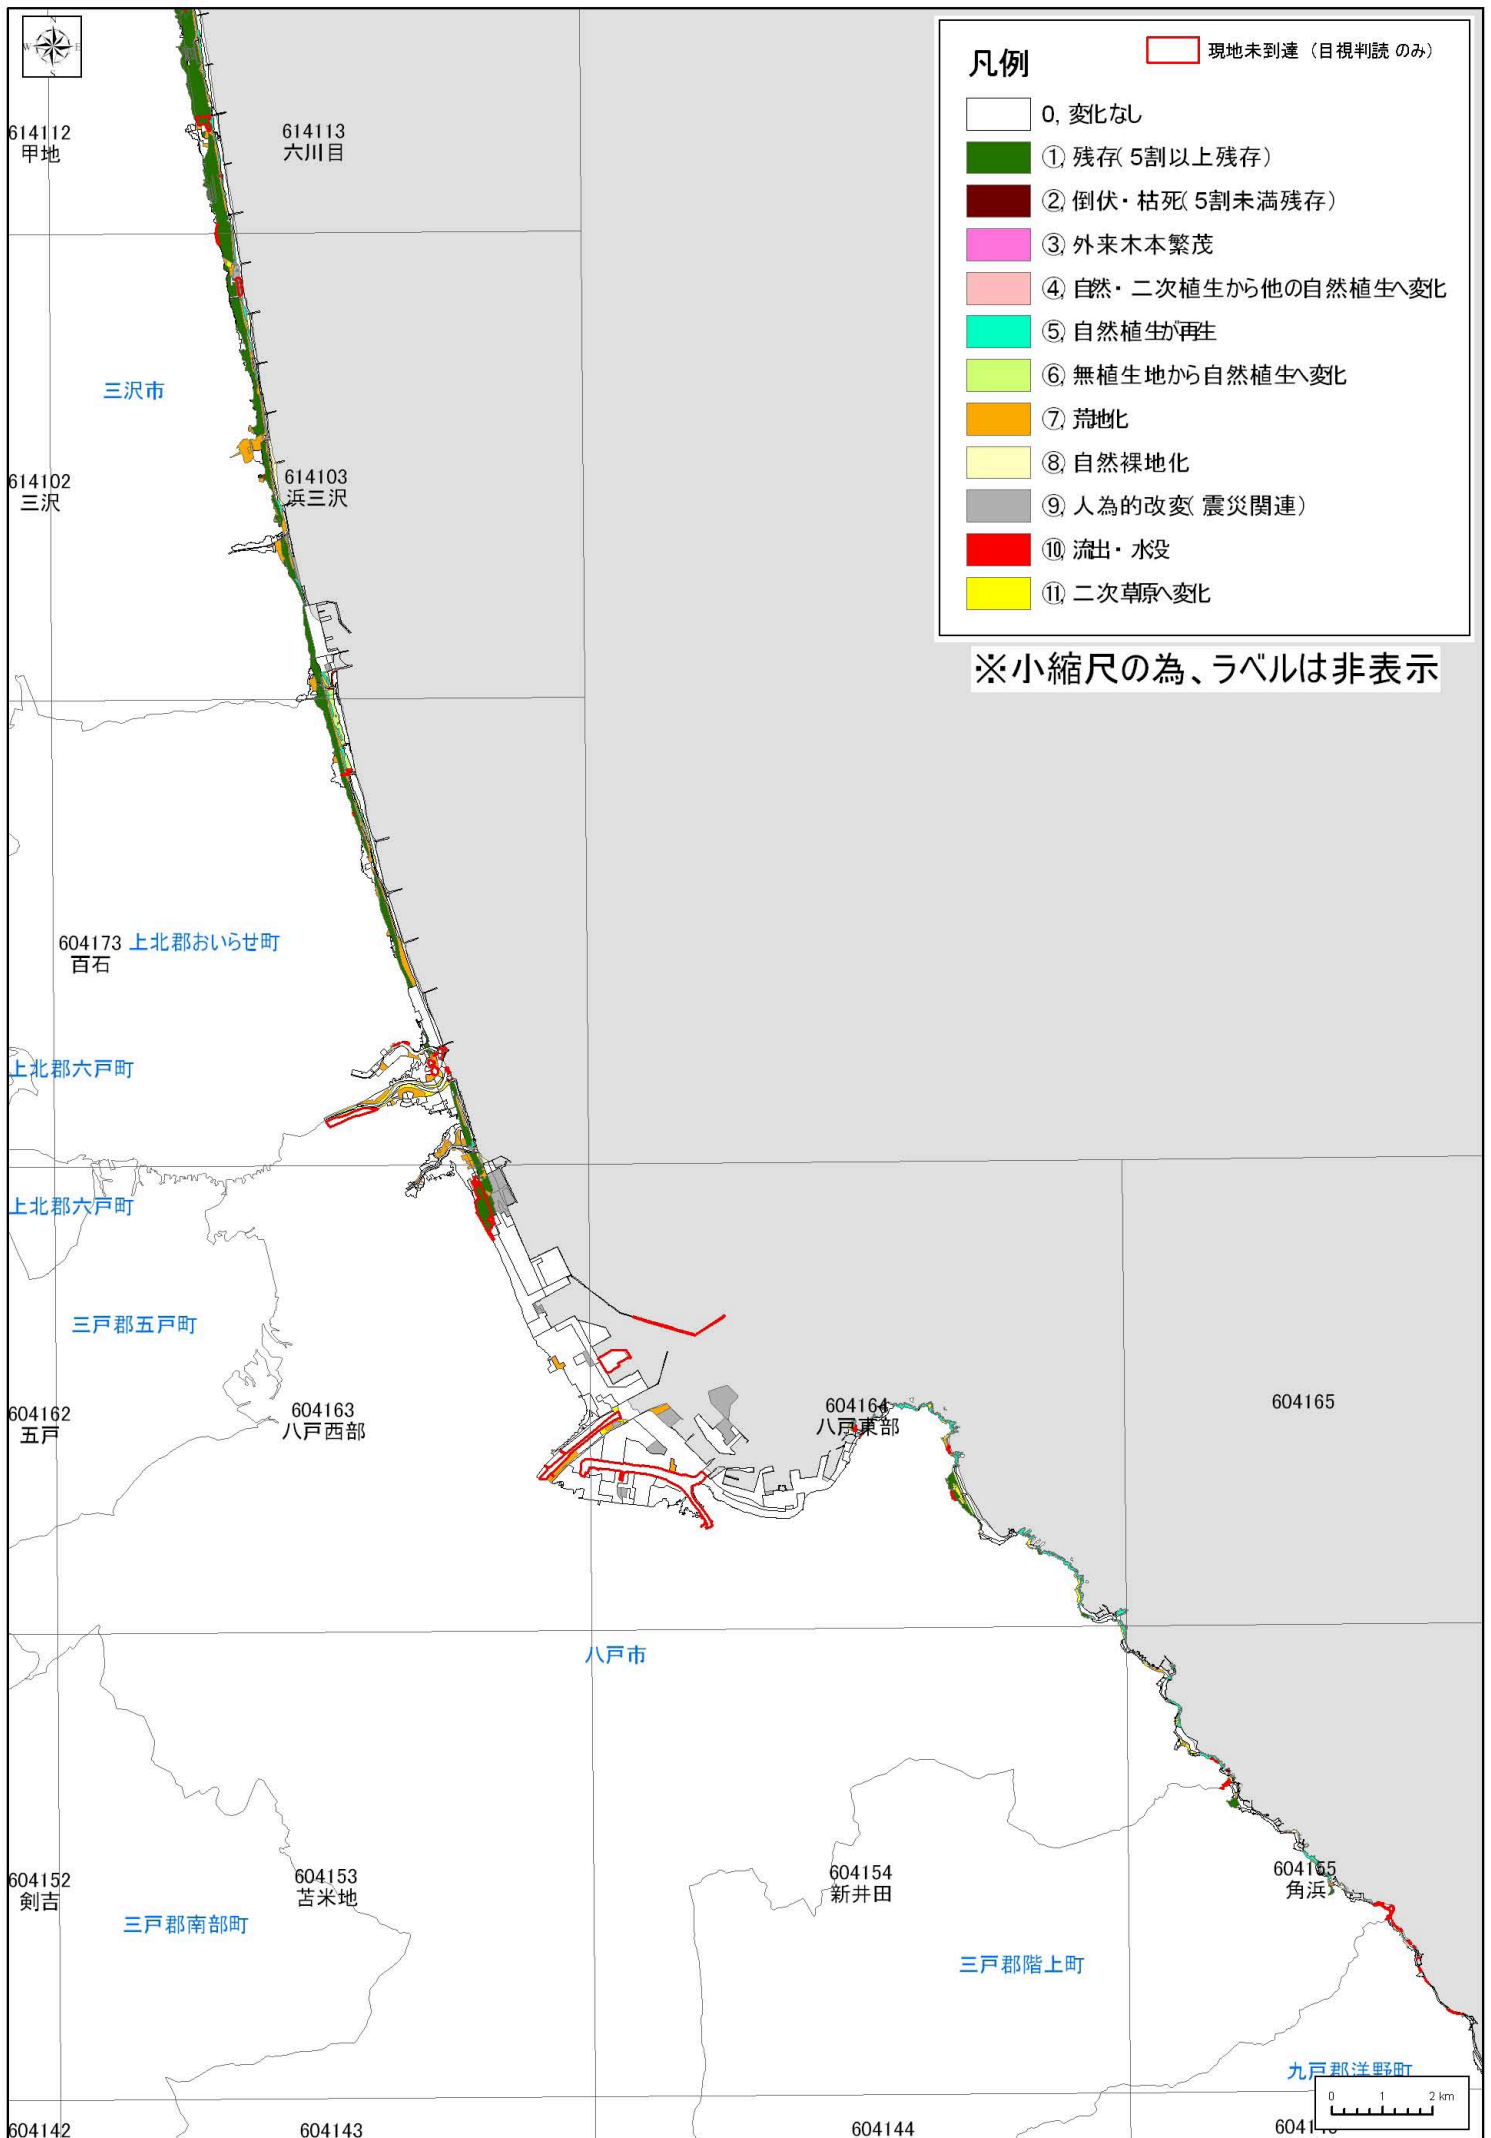 N
W E
S
凡例
現地未到達（目視判読 のみ）
0, 変化なし
①, 残存( 5割以上残存）
②, 倒伏・枯死( 5割未満残存）
③, 外来木本繁茂
④, 自然・二次植生から他の自然植生へ変化
⑤, 自然植生が再生
⑥, 無植生地から自然植生へ変化
⑦, 荒地化
⑧, 自然裸地化
⑨, 人為的改変( 震災関連）
⑩, 流出・水没
⑪, 二次草原へ変化
※小縮尺の為、ラベルは非表示
614112
甲地
614113
六川目
三沢市
614102
三沢
614103
浜三沢
604173
百石
上北郡おいらせ町
上北郡六戸町
上北郡六戸町
三戸郡五戸町
604162
五戸
604163
八戸西部
604164
八戸東部
604165
八戸市
604152
剣吉
604153
苫米地
604154
新井田
604155
角浜
三戸郡南部町
三戸郡階上町
九戸郡洋野町
0 1 2 km
604142
604143
604144